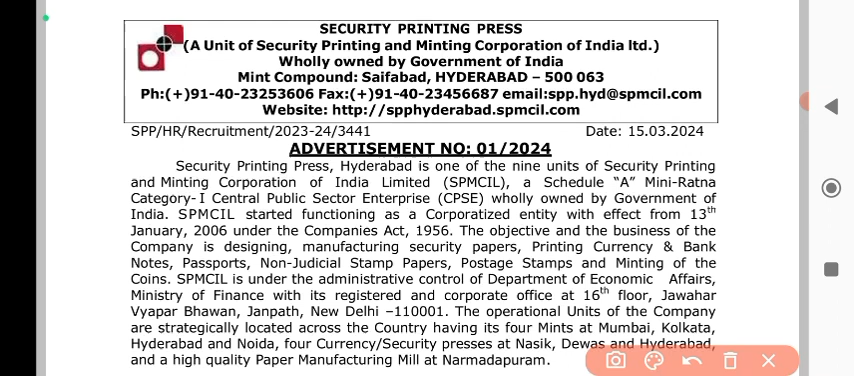 SECURITY PRINTING PRESS
(A Unit of Security Printing and Minting Corporation of India ltd.)
Wholly owned by Government of India
Mint Compound: Saifabad, HYDERABAD – 500 063
Ph:(+)91-40-23253606 Fax:(+)91-40-23456687 email:spp.hyd@spmcil.com
Website: http://spphyderabad.spmcil.com
SPP/HR/Recruitment/2023-24/3441 Date: 15.03.2024
ADVERTISEMENT NO: 01/2024
Security Printing Press, Hyderabad is one of the nine units of Security Printing
and Minting Corporation of India Limited (SPMCIL), a Schedule “A” Mini-Ratna
Category-I Central Public Sector Enterprise (CPSE) wholly owned by Government of
India. SPMCIL started functioning as a Corporatized entity with effect from 13th
January, 2006 under the Companies Act, 1956. The objective and the business of the
Company is designing, manufacturing security papers, Printing Currency & Bank
Notes, Passports, Non-Judicial Stamp Papers, Postage Stamps and Minting of the
Coins. SPMCIL is under the administrative control of Department of Economic Affairs,
Ministry of Finance with its registered and corporate office at 16th floor, Jawahar
Vyapar Bhawan, Janpath, New Delhi –110001. The operational Units of the Company
are strategically located across the Country having its four Mints at Mumbai, Kolkata,
Hyderabad and Noida, four Currency/Security presses at Nasik, Dewas and Hyderabad,
and a high quality Paper Manufacturing Mill at Narmadapuram.